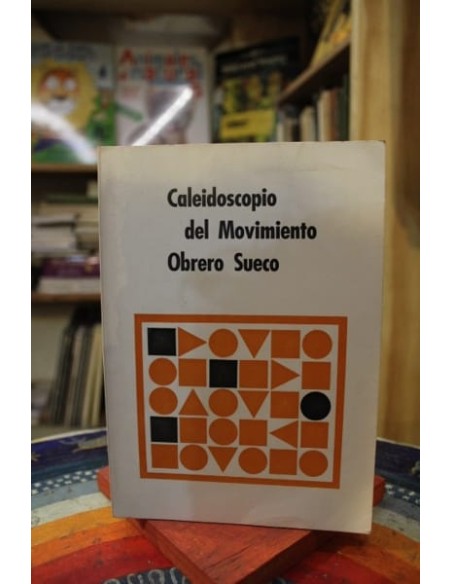 Caleidoscopio
del Movimiento
Obrero Sueco